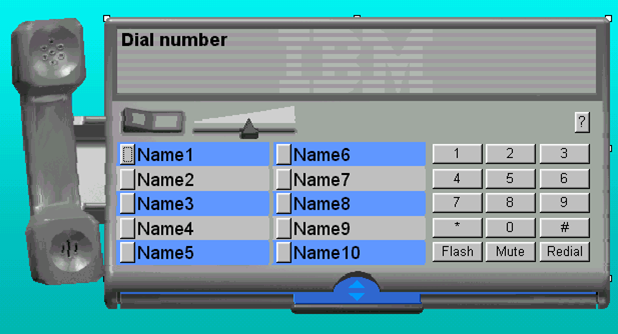 Dial number
IBM
?
Name1 Name6 1 2 3
Name2 Name7 4 5 6
Name3 Name8 7 8 9
Name4 Name9 * 0 #
Name5 Name10 Flash Mute Redial